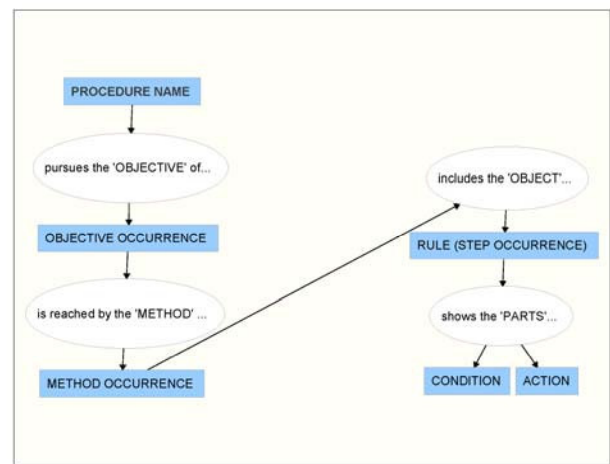 PROCEDURE NAME
pursues the 'OBJECTIVE' of...
OBJECTIVE OCCURRENCE
is reached by the 'METHOD' ...
METHOD OCCURRENCE
includes the 'OBJECT'...
RULE (STEP OCCURRENCE)
shows the 'PARTS'...
CONDITION
ACTION